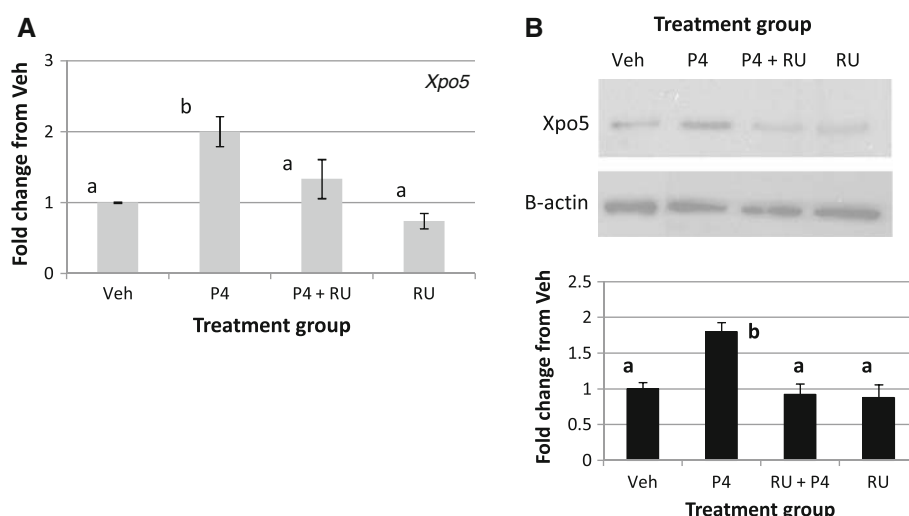 A
Fold change from Veh
3
2
1
0
Xpo5
a
b
a
a
Veh P4 P4 + RU RU
Treatment group
B
Treatment group
Veh P4 P4 + RU RU
Xpo5
B-actin
Fold change from Veh
2.5
2
1.5
1
0.5
0
a
b
a
a
Veh P4 RU + P4 RU
Treatment group